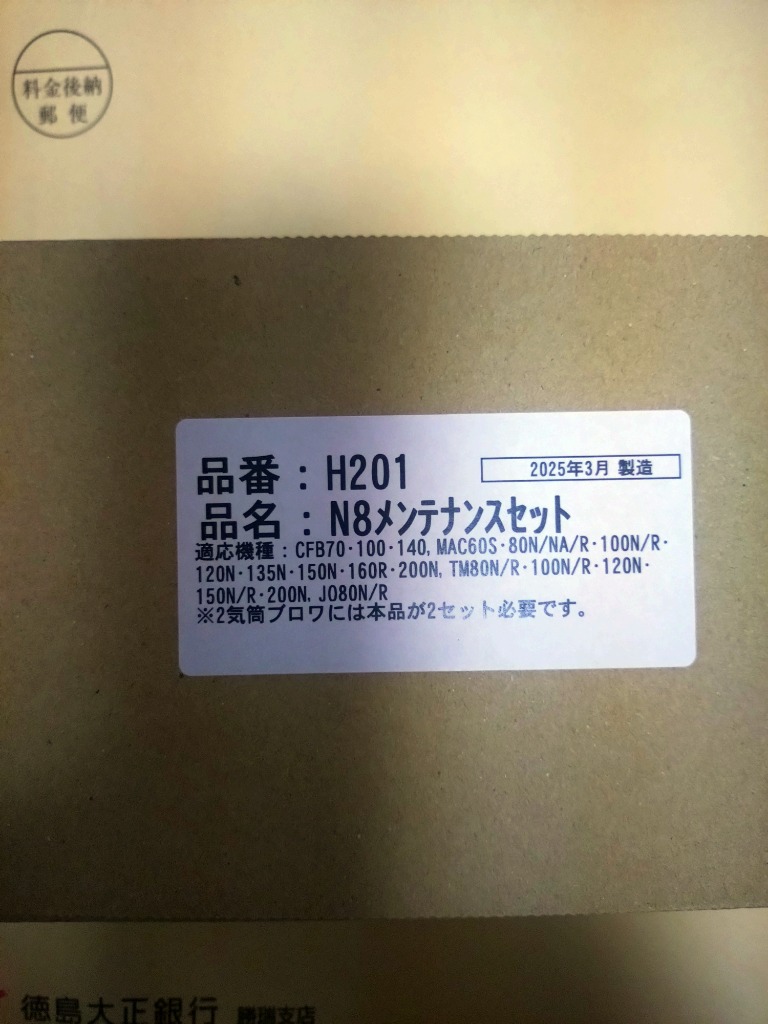 料金後納
郵便
品番：H201
2025年3月 製造
品名：N8メンテナンスセット
適応機種：CFB70・100・140, MAC60S・80N/NA/R・100N/R・
120N・135N・150N・160R・200N, TM80N/R・100N/R・120N・
150N/R・200N, JO80N/R
※2気筒ブロワには本品が2セット必要です。
徳島大正銀行 勝瑞支店